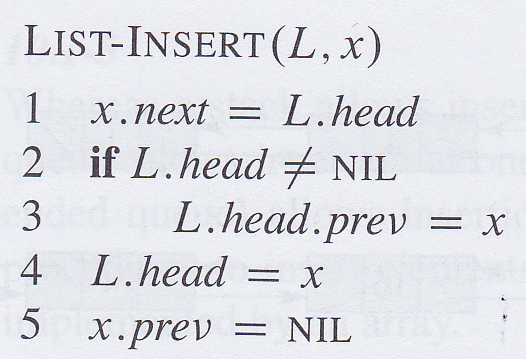 LIST-INSERT(L, x)
1 x.next = L.head
2 if L.head ≠ NIL
3 L.head.prev = x
4 L.head = x
5 x.prev = NIL